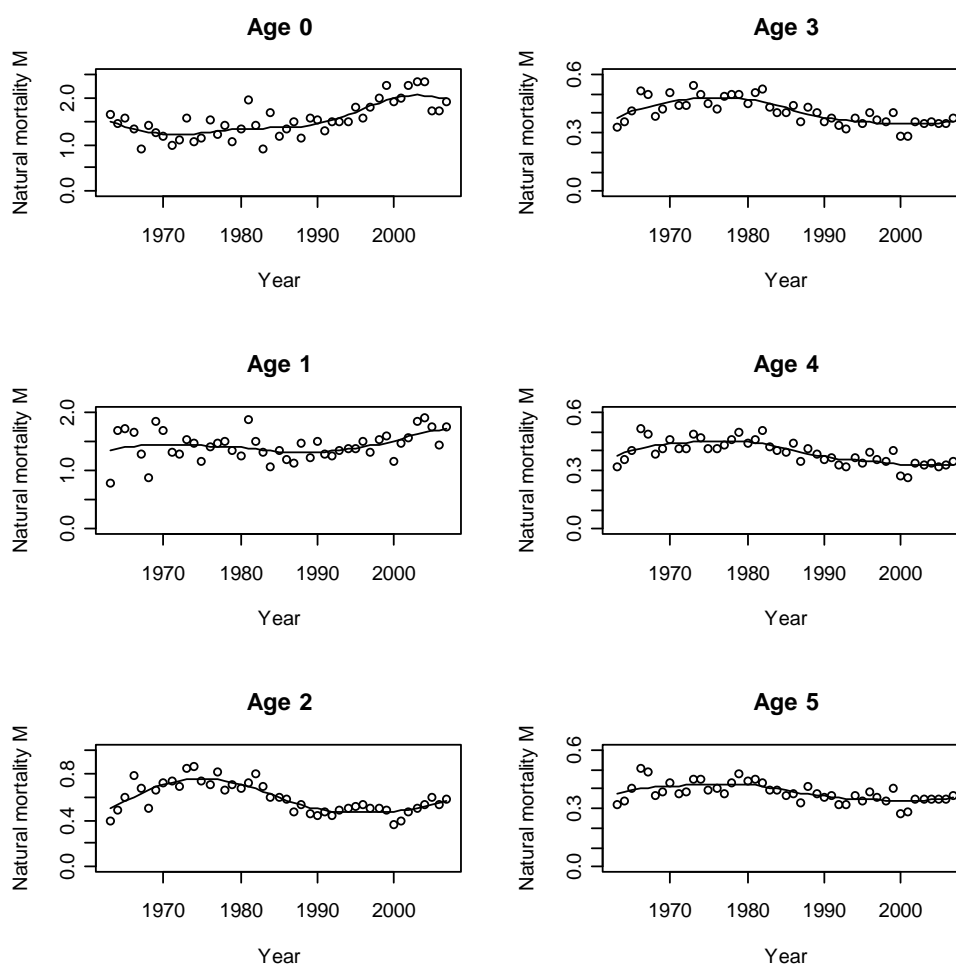 Age 0
Natural mortality M
0.0 1.0 2.0
1970 1980 1990 2000
Year
Age 3
Natural mortality M
0.0 0.3 0.6
1970 1980 1990 2000
Year
Age 1
Natural mortality M
0.0 1.0 2.0
1970 1980 1990 2000
Year
Age 4
Natural mortality M
0.0 0.3 0.6
1970 1980 1990 2000
Year
Age 2
Natural mortality M
0.0 0.4 0.8
1970 1980 1990 2000
Year
Age 5
Natural mortality M
0.0 0.3 0.6
1970 1980 1990 2000
Year